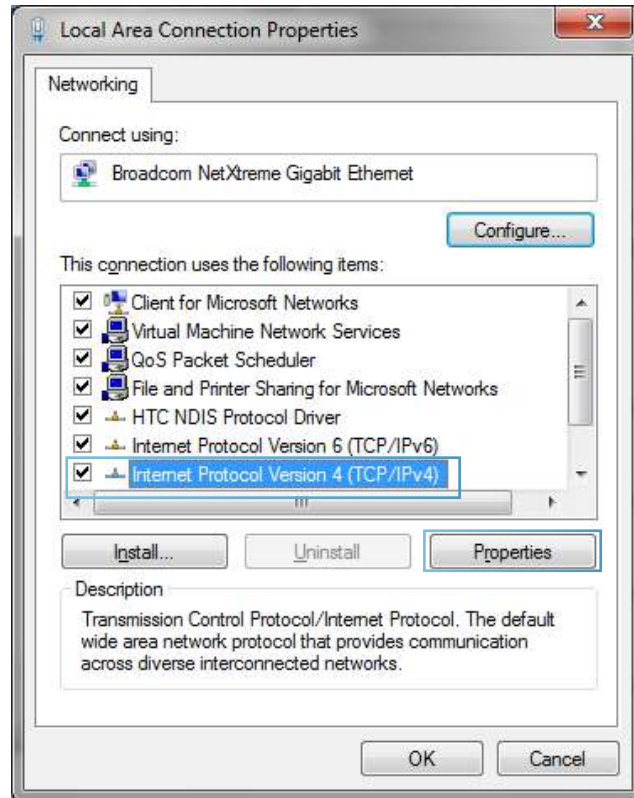 Local Area Connection Properties
Networking
Connect using:
Broadcom NetXtreme Gigabit Ethernet
Configure...
This connection uses the following items:
Client for Microsoft Networks
Virtual Machine Network Services
QoS Packet Scheduler
File and Printer Sharing for Microsoft Networks
HTC NDIS Protocol Driver
Internet Protocol Version 6 (TCP/IPv6)
Internet Protocol Version 4 (TCP/IPv4)
Install... Uninstall Properties
Description
Transmission Control Protocol/Internet Protocol. The default
wide area network protocol that provides communication
across diverse interconnected networks.
OK Cancel